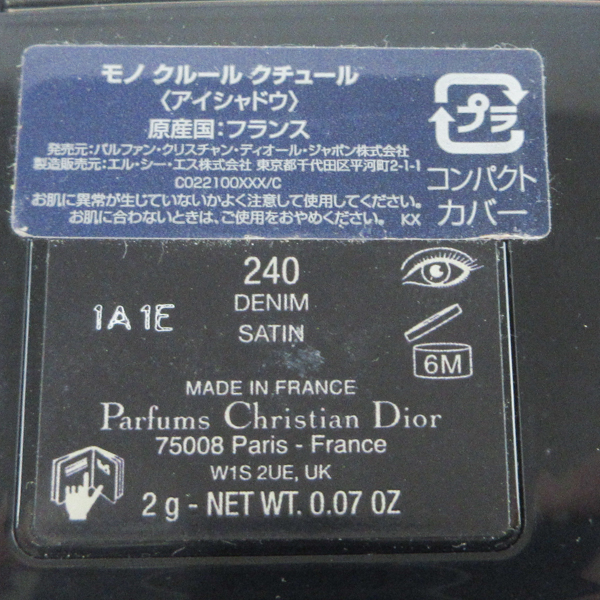 モノ クルール クチュール
〈アイシャドウ〉
原産国:フランス
発売元:パルファン・クリスチャン・ディオール・ジャポン株式会社
製造販売元:エル・シー・エス株式会社 東京都千代田区平河町2-1-1
C022100XXX/C
お肌に異常が生じていないかよく注意して使用してください。
お肌に合わないときは、ご使用をおやめください。 KX
プラ
コンパクト
カバー
240
DENIM
SATIN
1A1E
6M
MADE IN FRANCE
Parfums Christian Dior
75008 Paris - France
W1S 2UE, UK
2 g - NET WT. 0.07 OZ